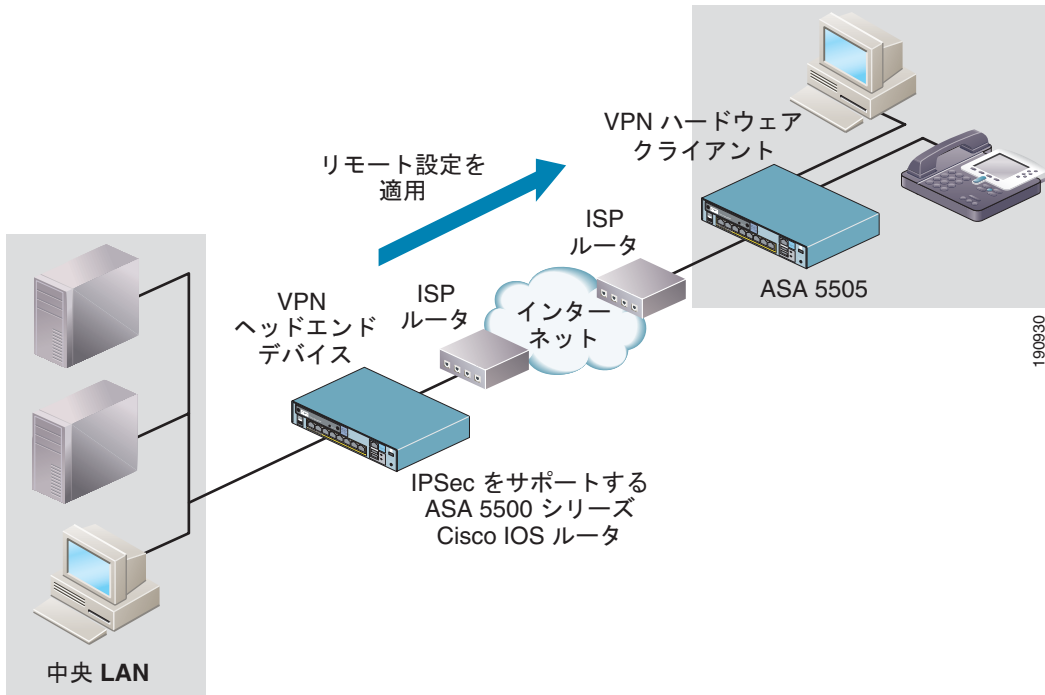 VPN ハードウェア
クライアント
リモート設定を
適用
ISP
ルータ
ASA 5505
VPN
ヘッドエンド
デバイス
ISP
ルータ
インター
ネット
190930
IPSec をサポートする
ASA 5500 シリーズ
Cisco IOS ルータ
中央 LAN